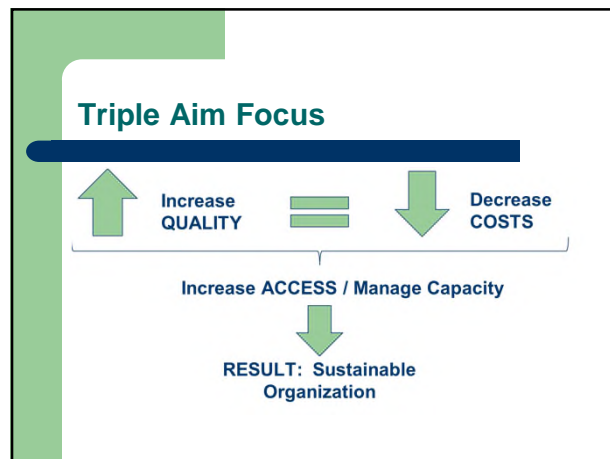 Triple Aim Focus
Increase
QUALITY
Decrease
COSTS
Increase ACCESS / Manage Capacity
RESULT: Sustainable
Organization